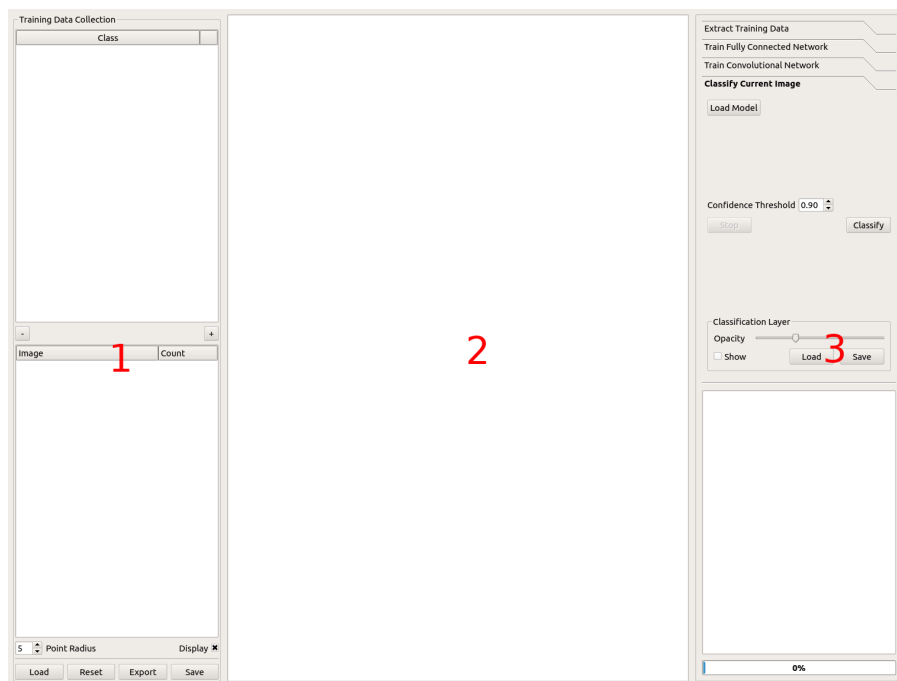 Training Data Collection
Class
- +
1
Image Count
5 Point Radius Display
Load Reset Export Save
2
Extract Training Data
Train Fully Connected Network
Train Convolutional Network
Classify Current Image
Load Model
Confidence Threshold 0.90
Stop Classify
Classification Layer
Opacity
3
Show Load Save
0%